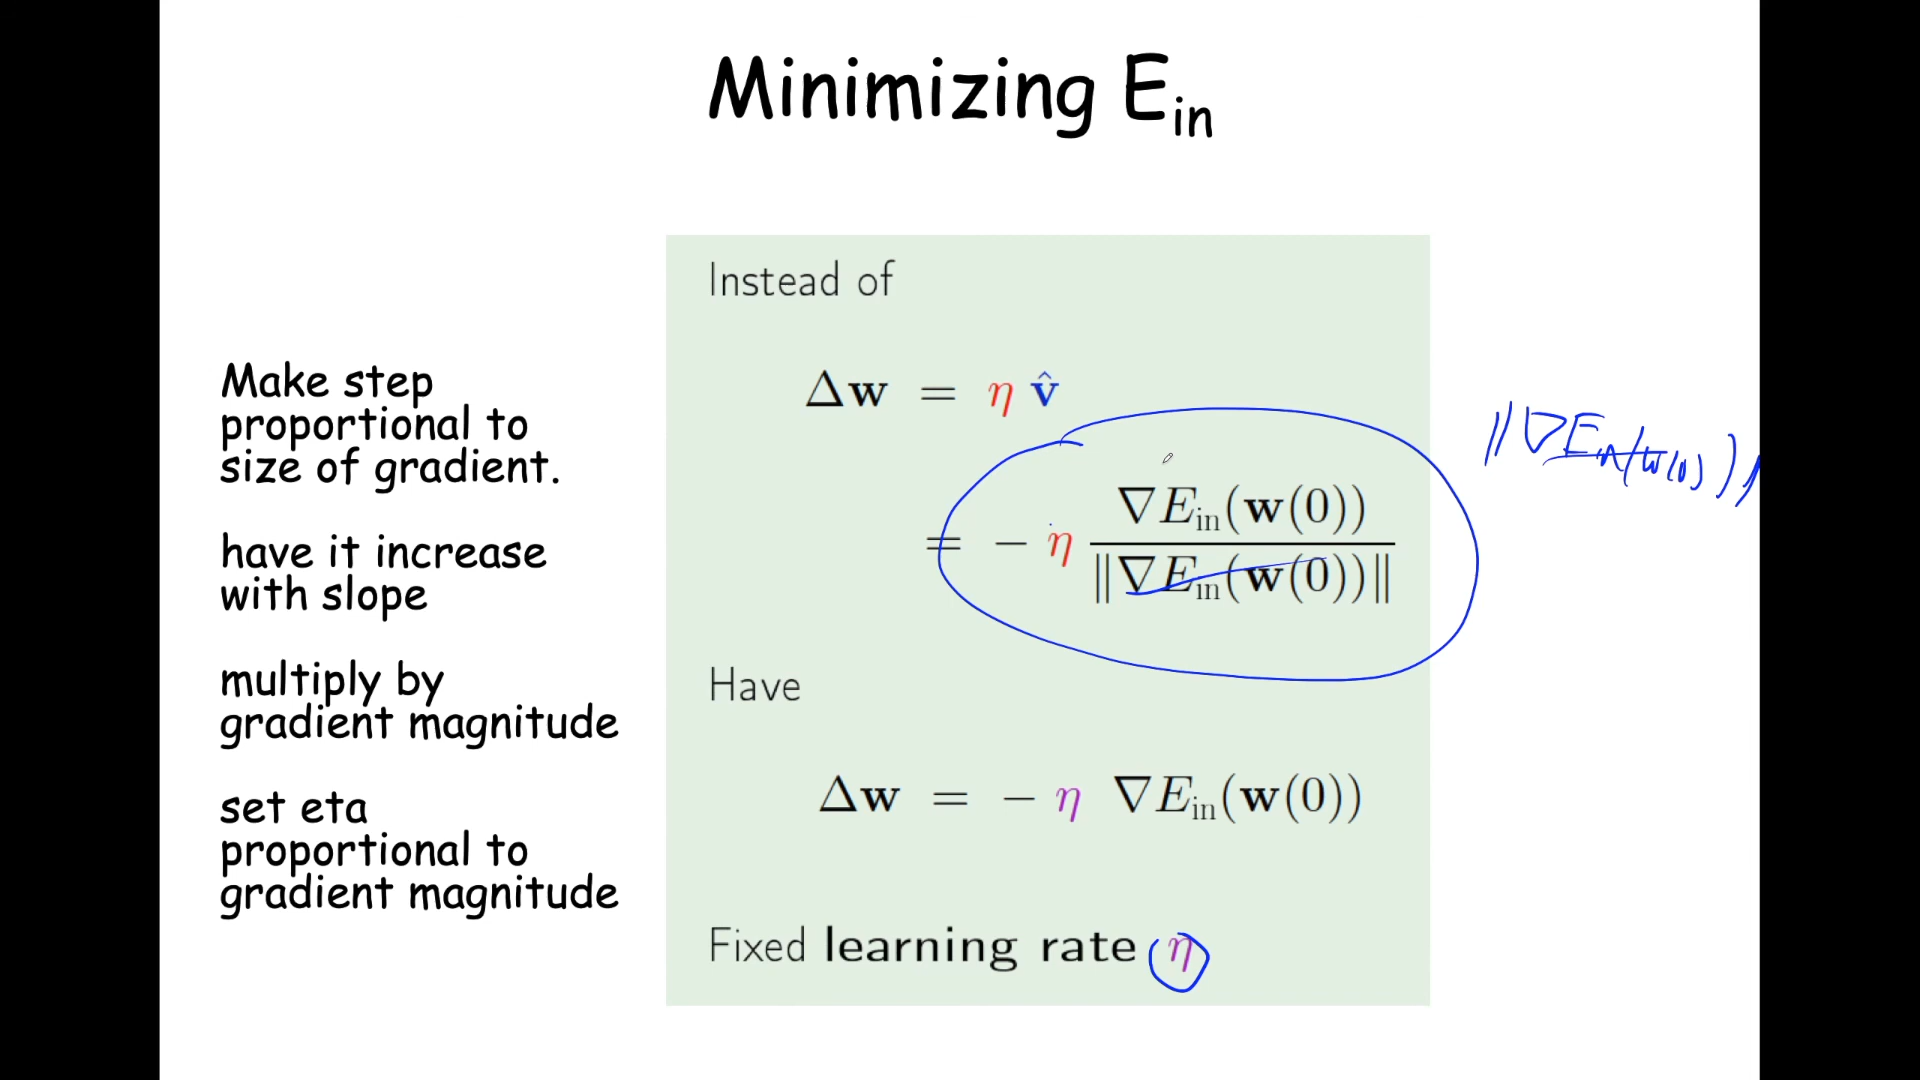 Minimizing E_in
Make step
proportional to
size of gradient.
have it increase
with slope
multiply by
gradient magnitude
set eta
proportional to
gradient magnitude
Instead of
Δw = η v̂
= − η ∇E_in(w(0)) / ‖∇E_in(w(0))‖
‖∇E_in(w(0))‖
Have
Δw = − η ∇E_in(w(0))
Fixed learning rate η